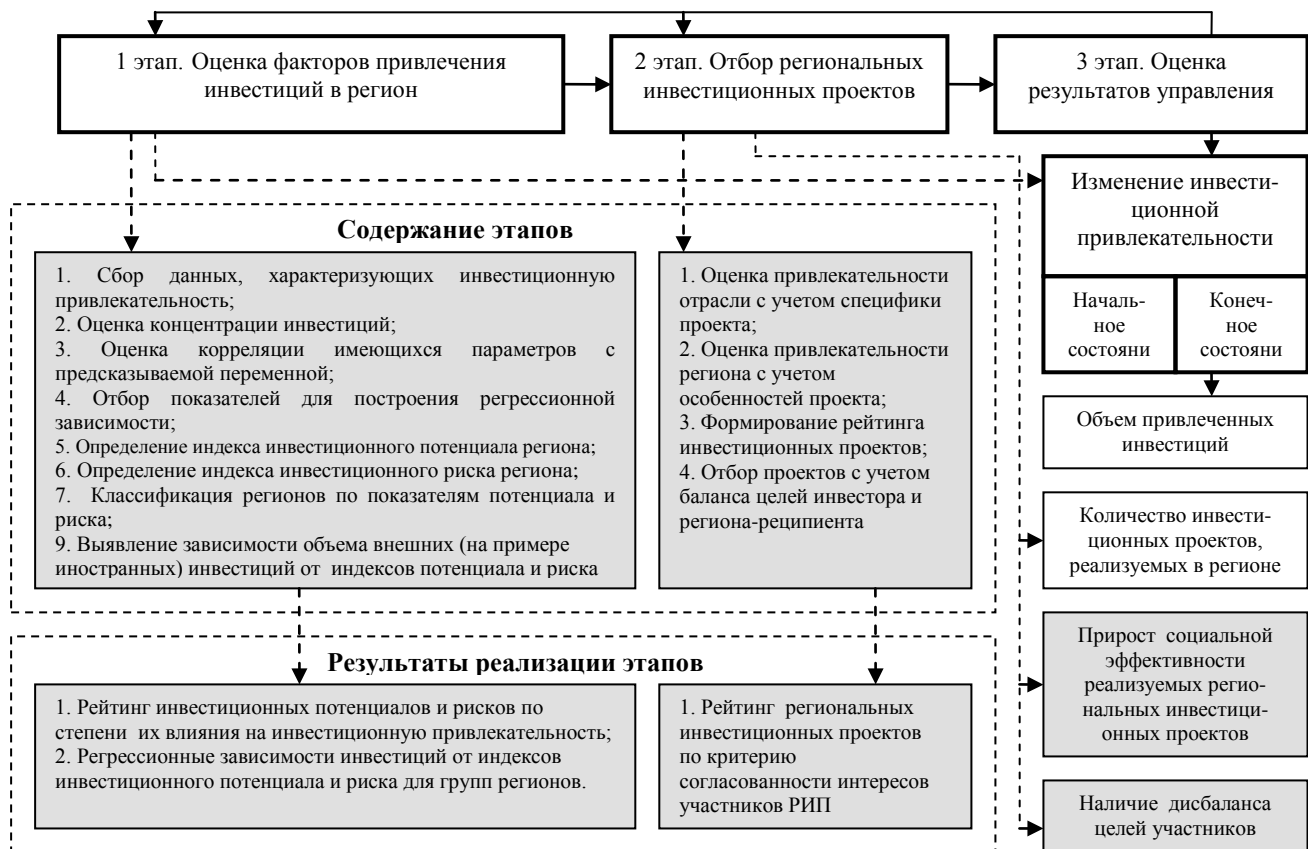 1 этап. Оценка факторов привлечения
инвестиций в регион
2 этап. Отбор региональных
инвестиционных проектов
3 этап. Оценка
результатов управления
Изменение инвести-
ционной
привлекательности
Началь-
ное
состояни
Конеч-
ное
состояни
Объем привлеченных
инвестиций
Количество инвести-
ционных проектов,
реализуемых в регионе
Прирост социальной
эффективности
реализуемых регио-
нальных инвестици-
онных проектов
Наличие дисбаланса
целей участников
Содержание этапов
1. Сбор данных, характеризующих инвестиционную
привлекательность;
2. Оценка концентрации инвестиций;
3. Оценка корреляции имеющихся параметров с
предсказываемой переменной;
4. Отбор показателей для построения регрессионной
зависимости;
5. Определение индекса инвестиционного потенциала региона;
6. Определение индекса инвестиционного риска региона;
7. Классификация регионов по показателям потенциала и
риска;
9. Выявление зависимости объема внешних (на примере
иностранных) инвестиций от индексов потенциала и риска
1. Оценка привлекательности
отрасли с учетом специфики
проекта;
2. Оценка привлекательности
региона с учетом
особенностей проекта;
3. Формирование рейтинга
инвестиционных проектов;
4. Отбор проектов с учетом
баланса целей инвестора и
региона-реципиента
Результаты реализации этапов
1. Рейтинг инвестиционных потенциалов и рисков по
степени их влияния на инвестиционную привлекательность;
2. Регрессионные зависимости инвестиций от индексов
инвестиционного потенциала и риска для групп регионов.
1. Рейтинг региональных
инвестиционных проектов
по критерию
согласованности интересов
участников РИП